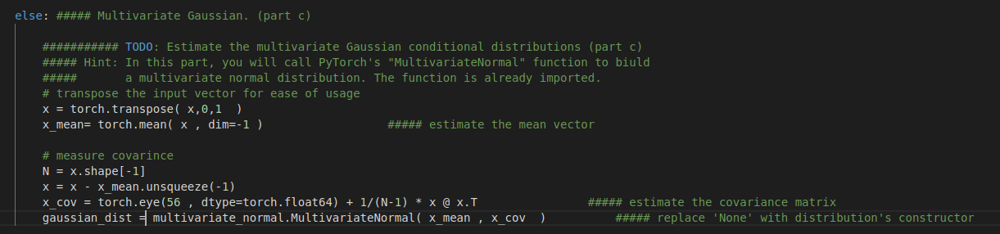 else: ##### Multivariate Gaussian. (part c)
########### TODO: Estimate the multivariate Gaussian conditional distributions (part c)
##### Hint: In this part, you will call PyTorch's "MultivariateNormal" function to biuld
##### a multivariate normal distribution. The function is already imported.
# transpose the input vector for ease of usage
x = torch.transpose( x,0,1 )
x_mean= torch.mean( x , dim=-1 ) ##### estimate the mean vector
# measure covarince
N = x.shape[-1]
x = x - x_mean.unsqueeze(-1)
x_cov = torch.eye(56 , dtype=torch.float64) + 1/(N-1) * x @ x.T ##### estimate the covariance matrix
gaussian_dist = multivariate_normal.MultivariateNormal( x_mean , x_cov ) ##### replace 'None' with distribution's constructor